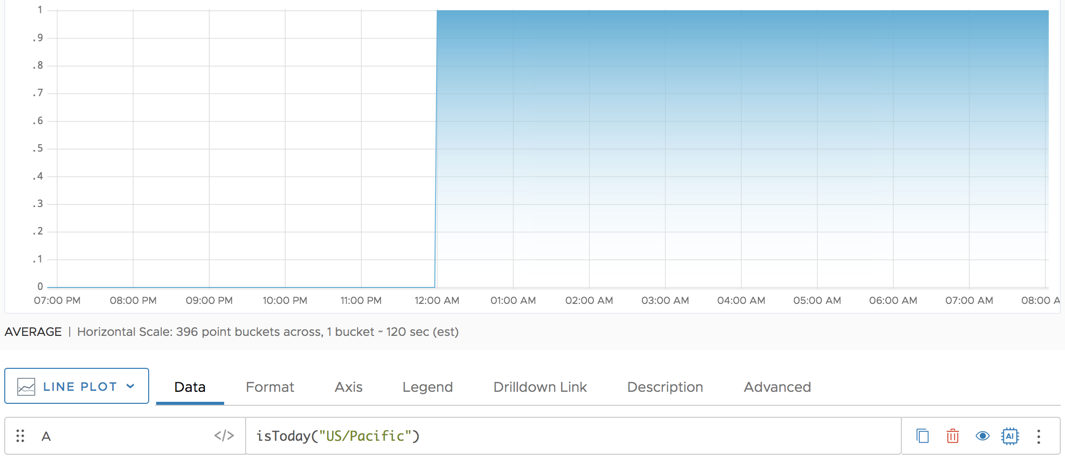 1
.9
.8
.7
.6
.5
.4
.3
.2
.1
0
07:00 PM 08:00 PM 09:00 PM 10:00 PM 11:00 PM 12:00 AM 01:00 AM 02:00 AM 03:00 AM 04:00 AM 05:00 AM 06:00 AM 07:00 AM 08:00 A
AVERAGE | Horizontal Scale: 396 point buckets across, 1 bucket - 120 sec (est)
LINE PLOT Data Format Axis Legend Drilldown Link Description Advanced
A </> isToday("US/Pacific") AI